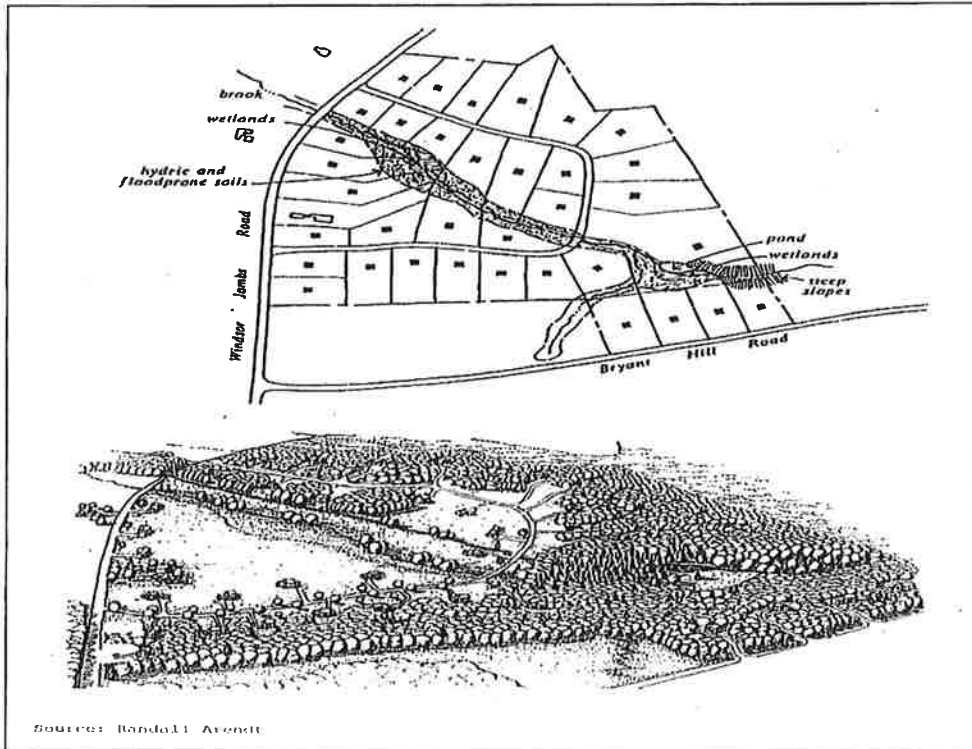 brook
wetlands
hydric and
floodprone soils
Windsor Jambs Road
pond
wetlands
steep
slopes
Bryant Hill Road
Source: Randall Arendt